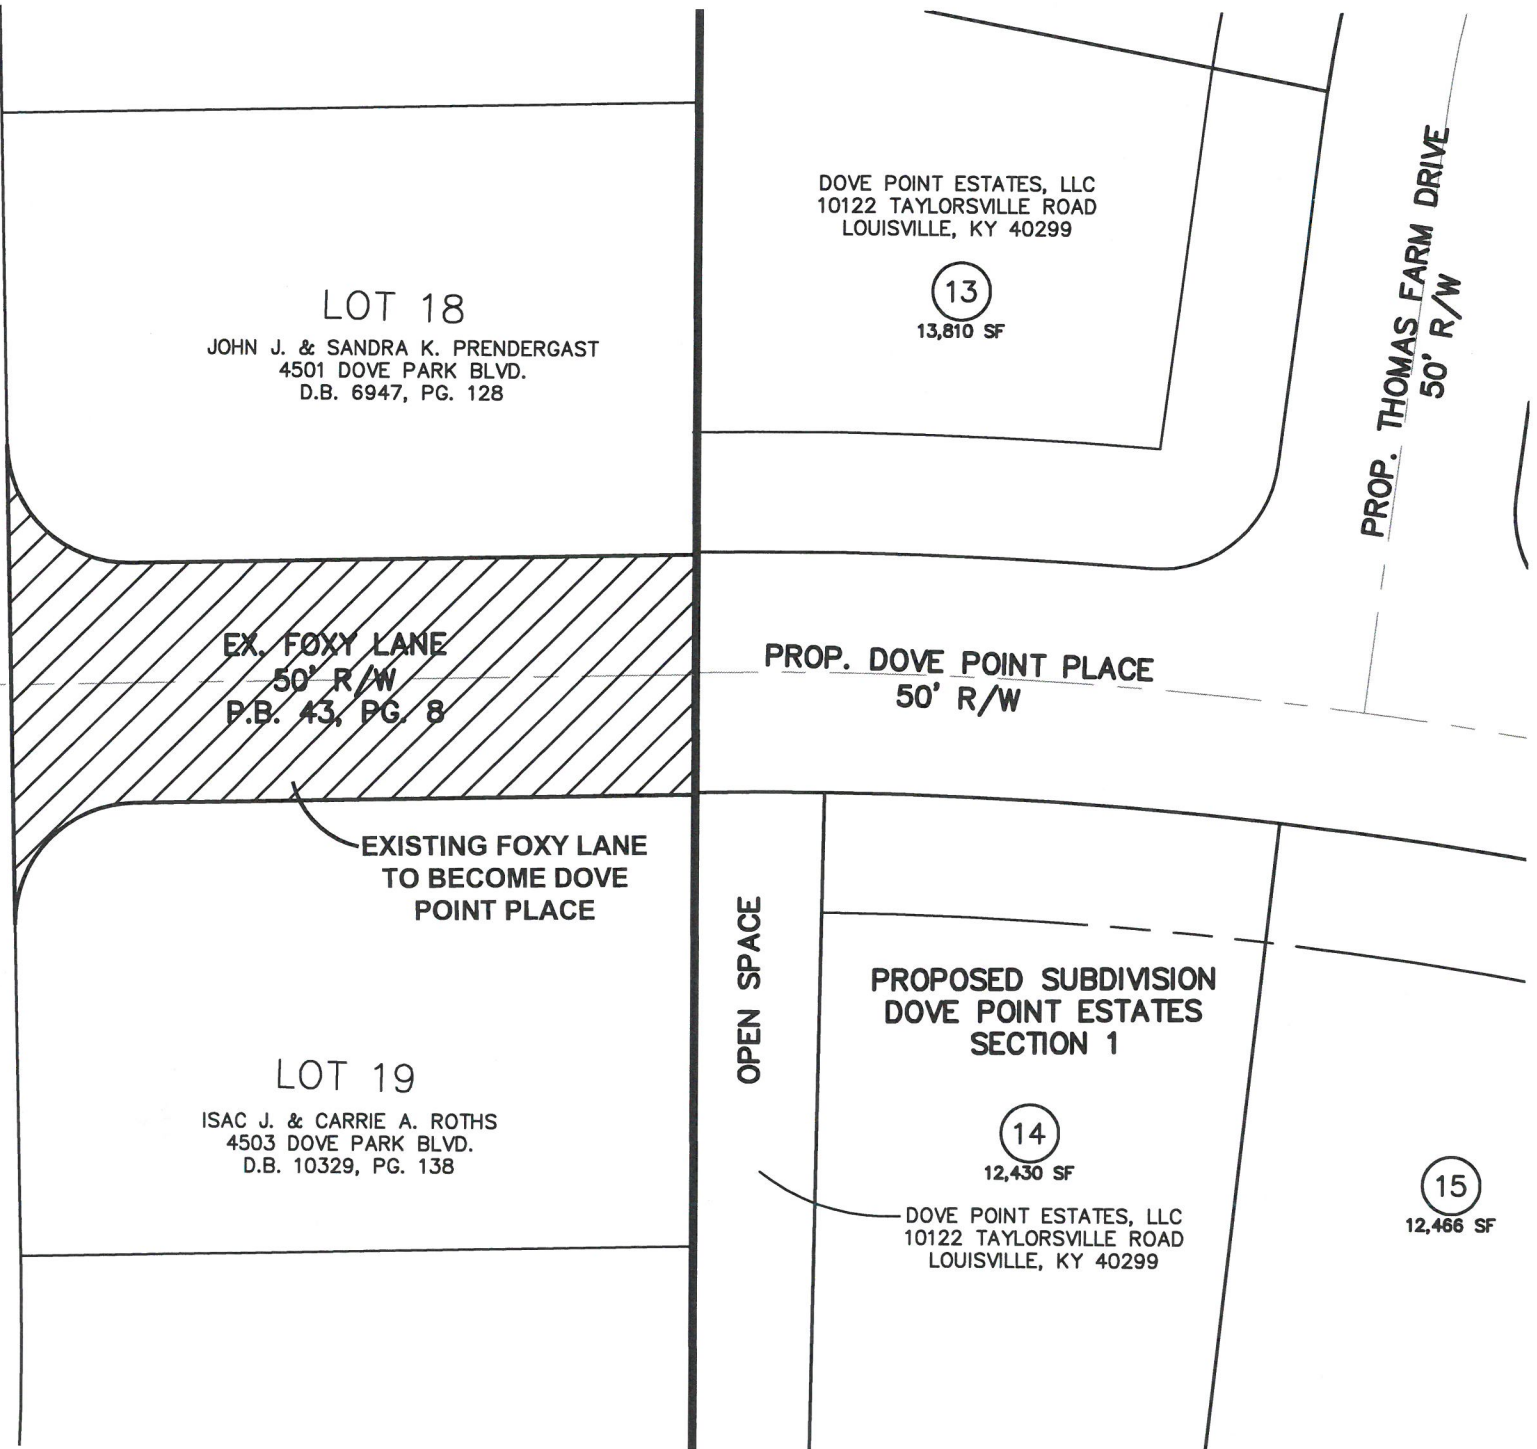 DOVE POINT ESTATES, LLC
10122 TAYLORSVILLE ROAD
LOUISVILLE, KY 40299
13
13,810 SF
PROP. THOMAS FARM DRIVE
50' R/W
LOT 18
JOHN J. & SANDRA K. PRENDERGAST
4501 DOVE PARK BLVD.
D.B. 6947, PG. 128
EX. FOXY LANE
50' R/W
P.B. 43, PG. 8
PROP. DOVE POINT PLACE
50' R/W
EXISTING FOXY LANE
TO BECOME DOVE
POINT PLACE
OPEN SPACE
PROPOSED SUBDIVISION
DOVE POINT ESTATES
SECTION 1
LOT 19
ISAC J. & CARRIE A. ROTHS
4503 DOVE PARK BLVD.
D.B. 10329, PG. 138
14
12,430 SF
DOVE POINT ESTATES, LLC
10122 TAYLORSVILLE ROAD
LOUISVILLE, KY 40299
15
12,466 SF